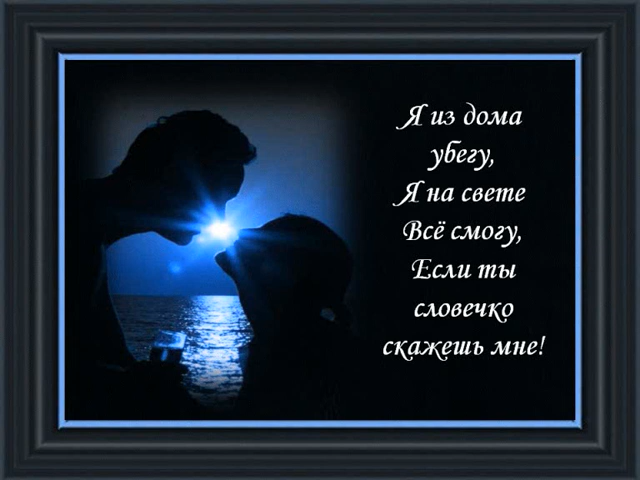 Я из дома
убегу,
Я на свете
Всё смогу,
Если ты
словечко
скажешь мне!